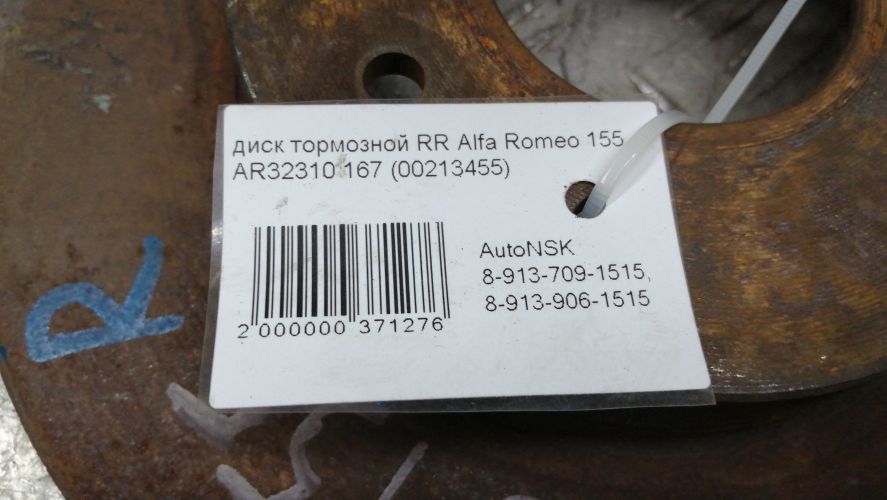 диск тормозной RR Alfa Romeo 155
AR32310 167 (00213455)
AutoNSK
8-913-709-1515,
8-913-906-1515
2 000000 371276
R